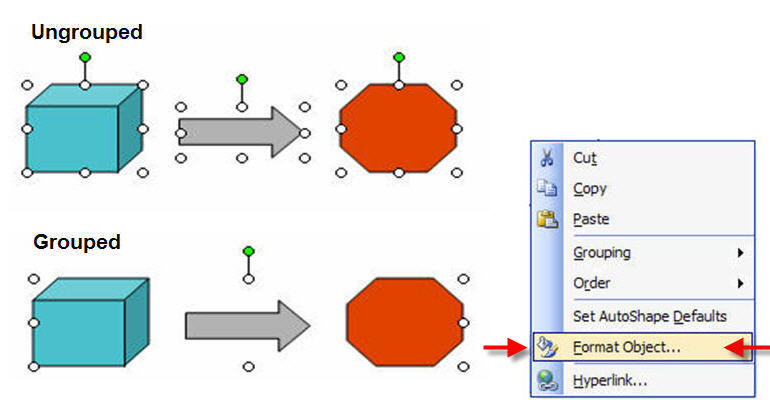 Ungrouped
Grouped
Cut
Copy
Paste
Grouping
Order
Set AutoShape Defaults
Format Object...
Hyperlink...